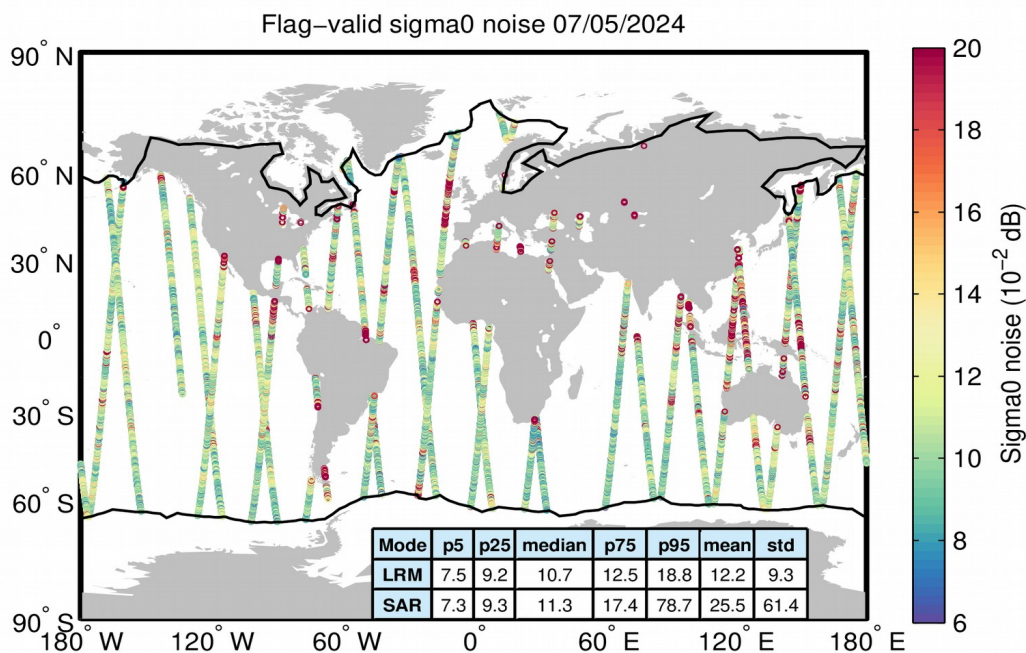 Flag−valid sigma0 noise 07/05/2024
90° N
60° N
30° N
0°
30° S
60° S
90° S
180° W 120° W 60° W 0° 60° E 120° E 180° E
Mode p5 p25 median p75 p95 mean std
LRM 7.5 9.2 10.7 12.5 18.8 12.2 9.3
SAR 7.3 9.3 11.3 17.4 78.7 25.5 61.4
20
18
16
14
12
10
8
6
Sigma0 noise (10⁻² dB)